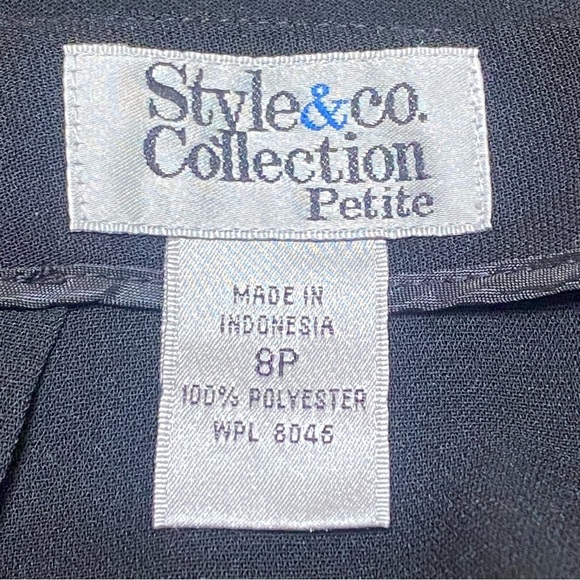 Style&co.
Collection
Petite
MADE IN
INDONESIA
8P
100% POLYESTER
WPL 8045